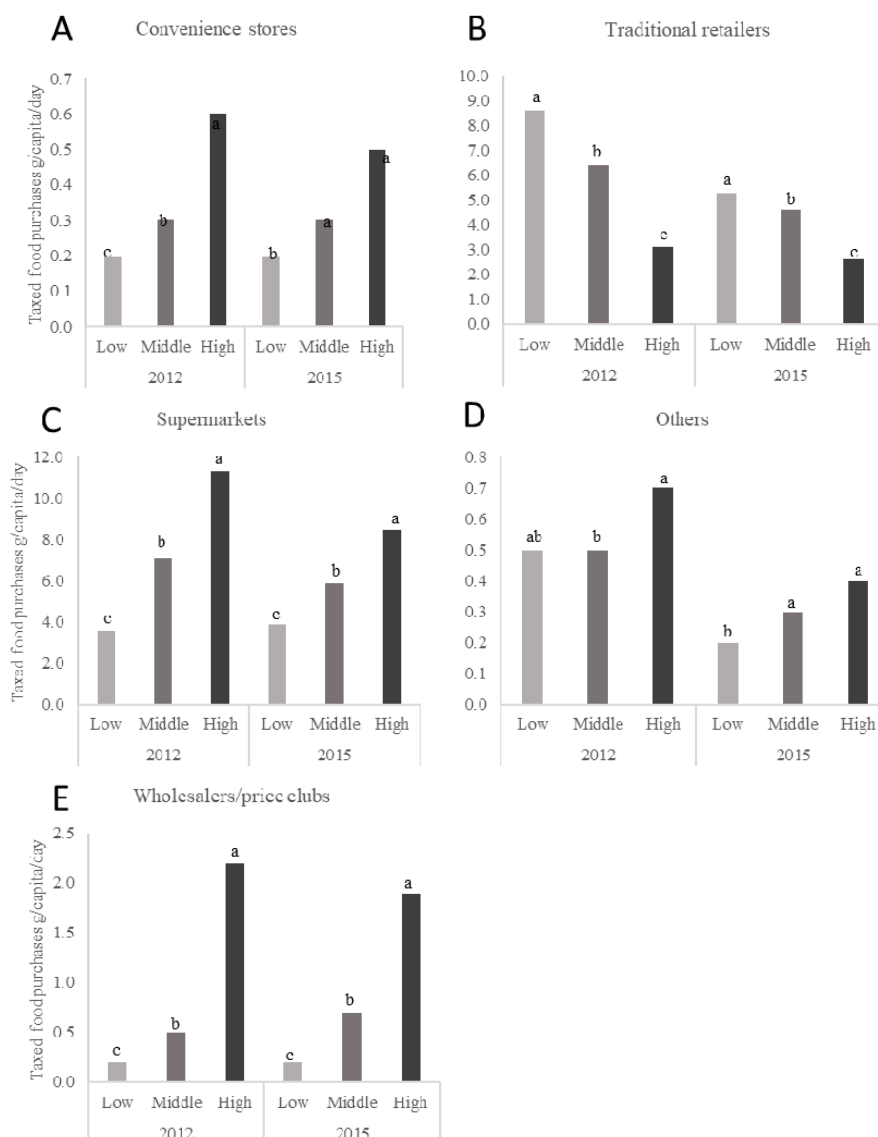 A Convenience stores
Taxed food purchases g/capita/day
0.7
0.6
0.5
0.4
0.3
0.2
0.1
0.0
c b a b a a
Low Middle High Low Middle High
2012 2015
B Traditional retailers
10.0
9.0
8.0
7.0
6.0
5.0
4.0
3.0
2.0
1.0
0.0
a b c a b c
Low Middle High Low Middle High
2012 2015
C Supermarkets
Taxed food purchases g/capita/day
12.0
10.0
8.0
6.0
4.0
2.0
0.0
c b a c b a
Low Middle High Low Middle High
2012 2015
D Others
0.8
0.7
0.6
0.5
0.4
0.3
0.2
0.1
0.0
ab b a b a a
Low Middle High Low Middle High
2012 2015
E Wholesalers/price clubs
Taxed food purchases g/capita/day
2.5
2.0
1.5
1.0
0.5
0.0
c b a c b a
Low Middle High Low Middle High
2012 2015